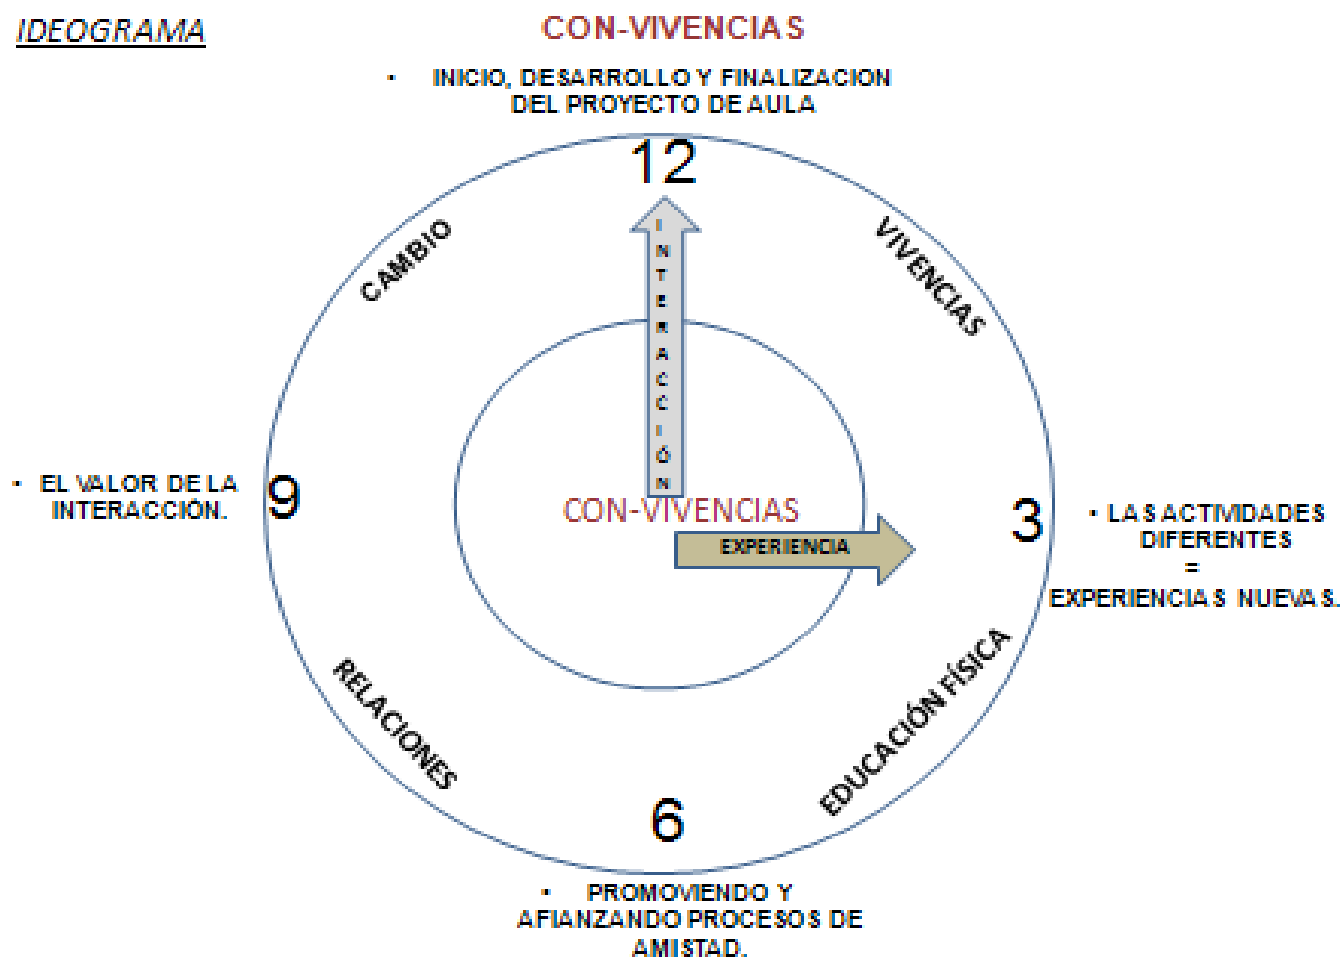 IDEOGRAMA
CON-VIVENCIAS
• INICIO, DESARROLLO Y FINALIZACION
DEL PROYECTO DE AULA
12
CAMBIO
VIVENCIAS
INTERACCIÓN
• EL VALOR DE LA
INTERACCIÓN.
9
CON-VIVENCIAS
EXPERIENCIA
3
• LAS ACTIVIDADES
DIFERENTES
=
EXPERIENCIAS NUEVAS.
RELACIONES
EDUCACIÓN FÍSICA
6
• PROMOVIENDO Y
AFIANZANDO PROCESOS DE
AMISTAD.